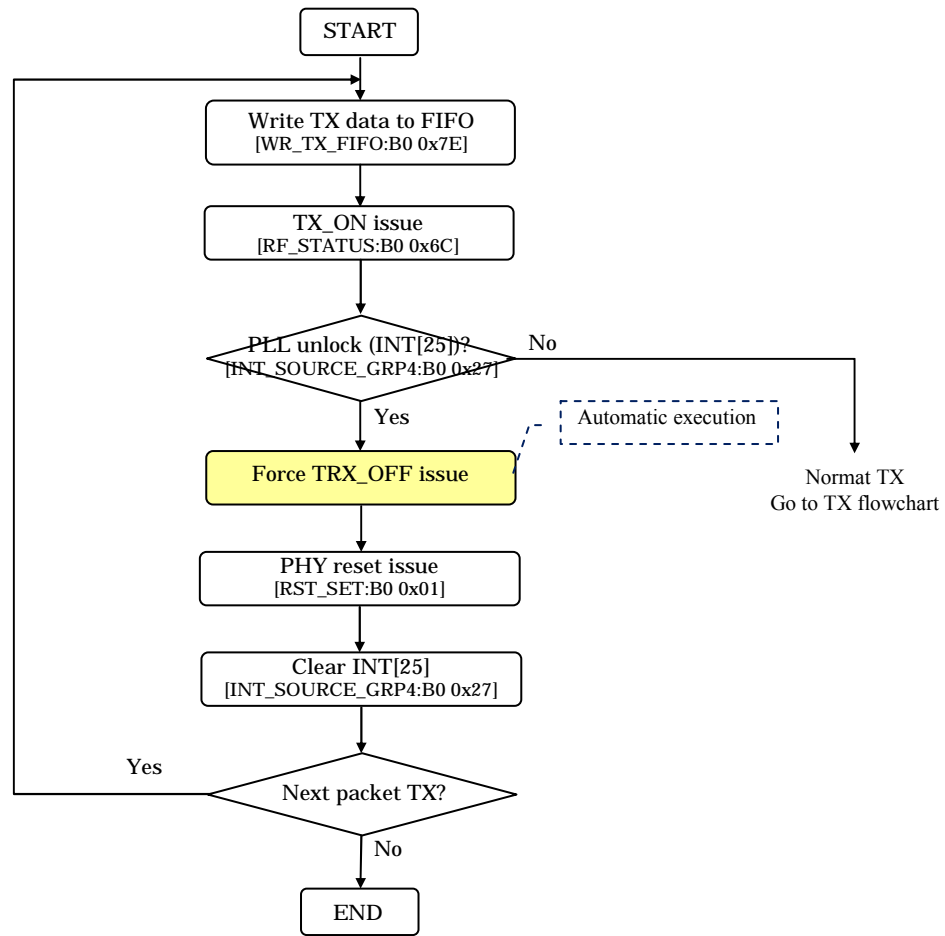 START
Write TX data to FIFO
[WR_TX_FIFO:B0 0x7E]
TX_ON issue
[RF_STATUS:B0 0x6C]
PLL unlock (INT[25])?
[INT_SOURCE_GRP4:B0 0x27]
No
Yes
Automatic execution
Force TRX_OFF issue
Normat TX
Go to TX flowchart
PHY reset issue
[RST_SET:B0 0x01]
Clear INT[25]
[INT_SOURCE_GRP4:B0 0x27]
Yes
Next packet TX?
No
END